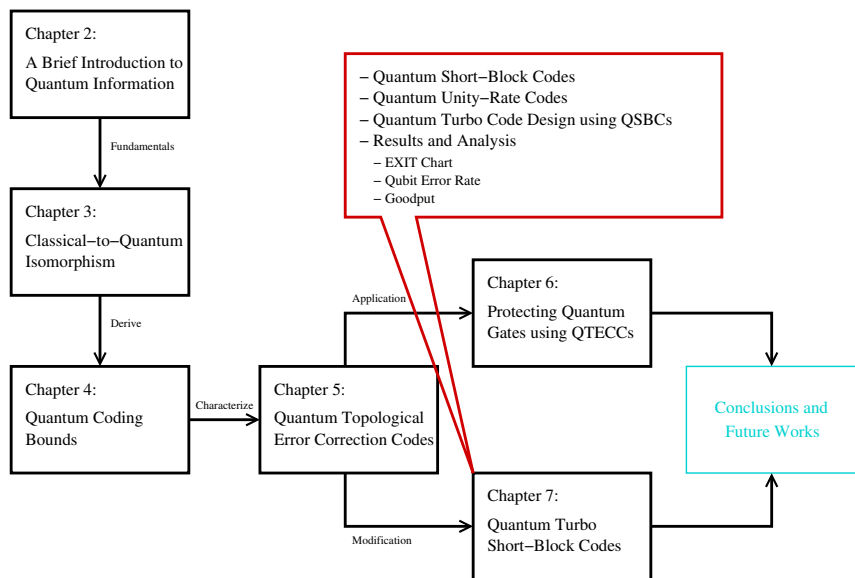 Chapter 2:
A Brief Introduction to
Quantum Information
Fundamentals
Chapter 3:
Classical−to−Quantum
Isomorphism
Derive
Chapter 4:
Quantum Coding
Bounds
Characterize
Chapter 5:
Quantum Topological
Error Correction Codes
Application
Modification
− Quantum Short−Block Codes
− Quantum Unity−Rate Codes
− Quantum Turbo Code Design using QSBCs
− Results and Analysis
− EXIT Chart
− Qubit Error Rate
− Goodput
Chapter 6:
Protecting Quantum
Gates using QTECCs
Chapter 7:
Quantum Turbo
Short−Block Codes
Conclusions and
Future Works